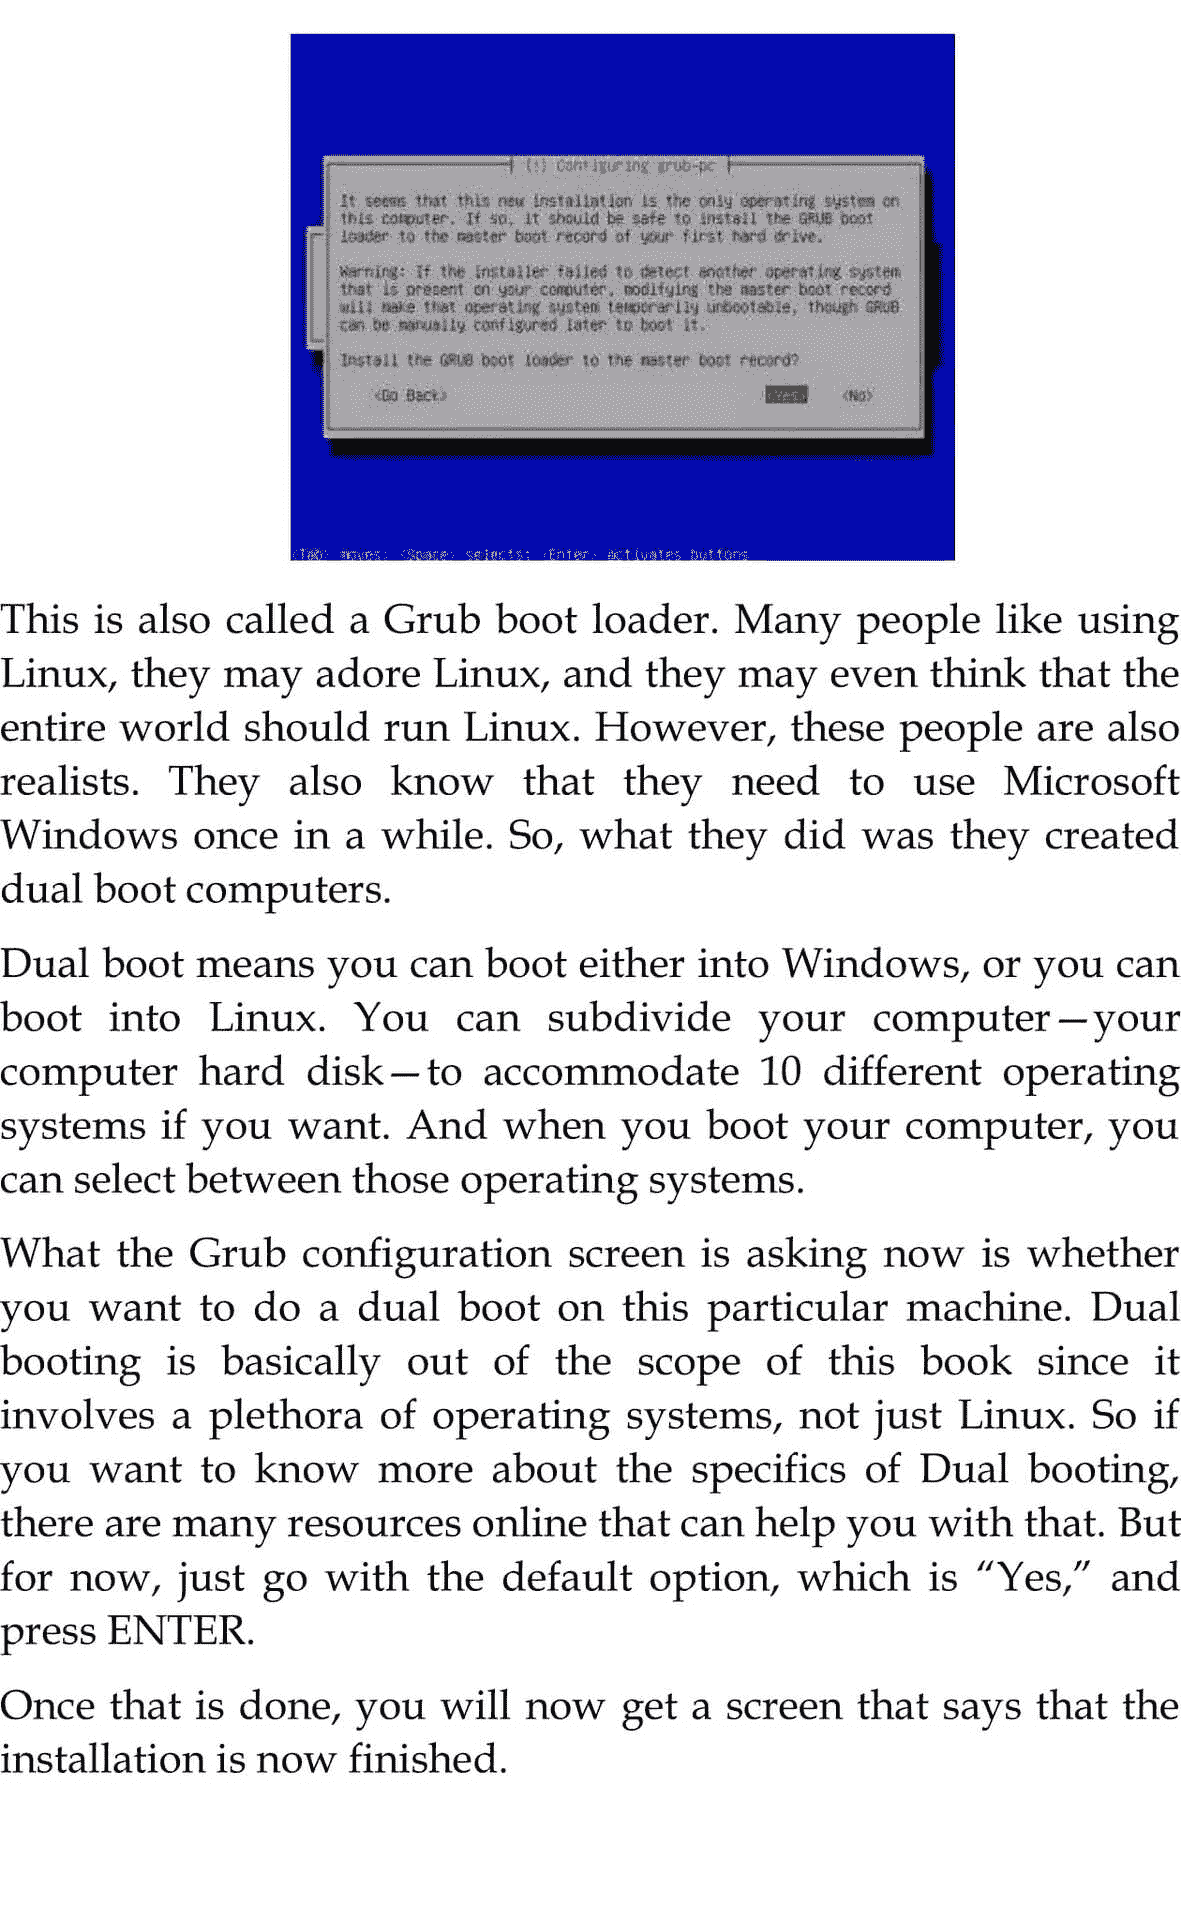 [!] Configuring grub-pc
It seems that this new installation is the only operating system on
this computer. If so, it should be safe to install the GRUB boot
loader to the master boot record of your first hard drive.
Warning: If the installer failed to detect another operating system
that is present on your computer, modifying the master boot record
will make that operating system temporarily unbootable, though GRUB
can be manually configured later to boot it.
Install the GRUB boot loader to the master boot record?
<Go Back> <Yes> <No>
<Tab> moves; <Space> selects; <Enter> activates buttons
This is also called a Grub boot loader. Many people like using
Linux, they may adore Linux, and they may even think that the
entire world should run Linux. However, these people are also
realists. They also know that they need to use Microsoft
Windows once in a while. So, what they did was they created
dual boot computers.
Dual boot means you can boot either into Windows, or you can
boot into Linux. You can subdivide your computer—your
computer hard disk—to accommodate 10 different operating
systems if you want. And when you boot your computer, you
can select between those operating systems.
What the Grub configuration screen is asking now is whether
you want to do a dual boot on this particular machine. Dual
booting is basically out of the scope of this book since it
involves a plethora of operating systems, not just Linux. So if
you want to know more about the specifics of Dual booting,
there are many resources online that can help you with that. But
for now, just go with the default option, which is “Yes,” and
press ENTER.
Once that is done, you will now get a screen that says that the
installation is now finished.